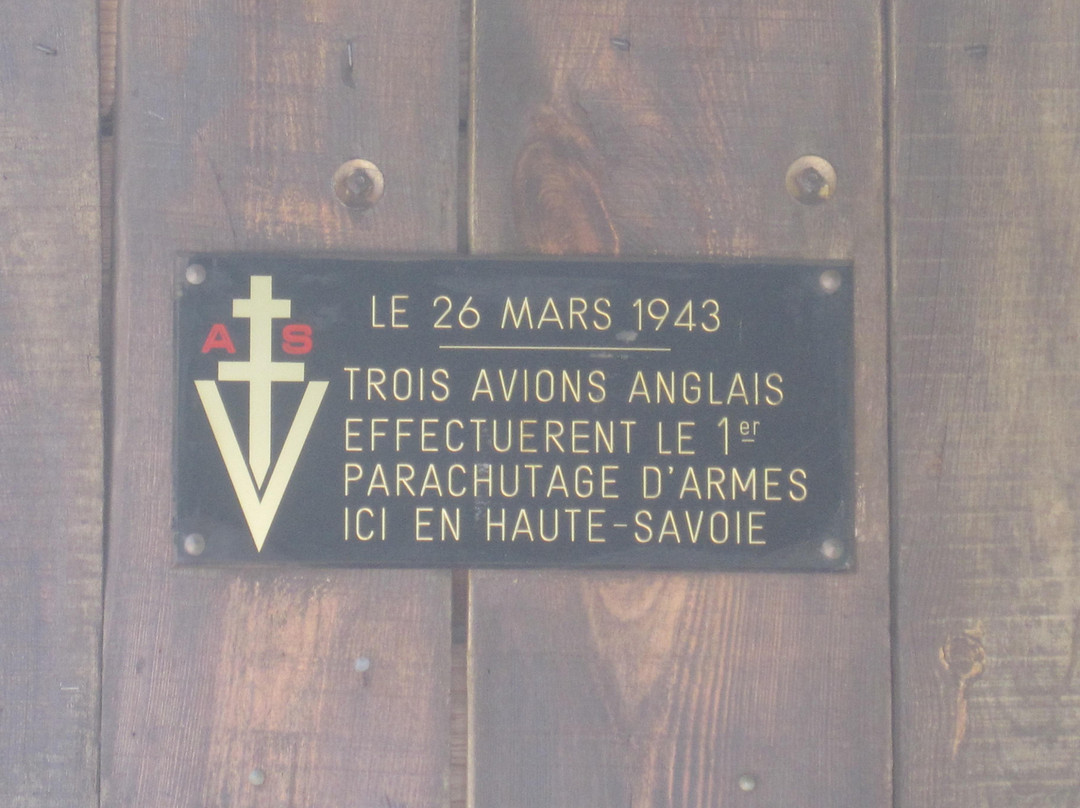 A S
LE 26 MARS 1943
TROIS AVIONS ANGLAIS
EFFECTUERENT LE 1er
PARACHUTAGE D'ARMES
ICI EN HAUTE-SAVOIE